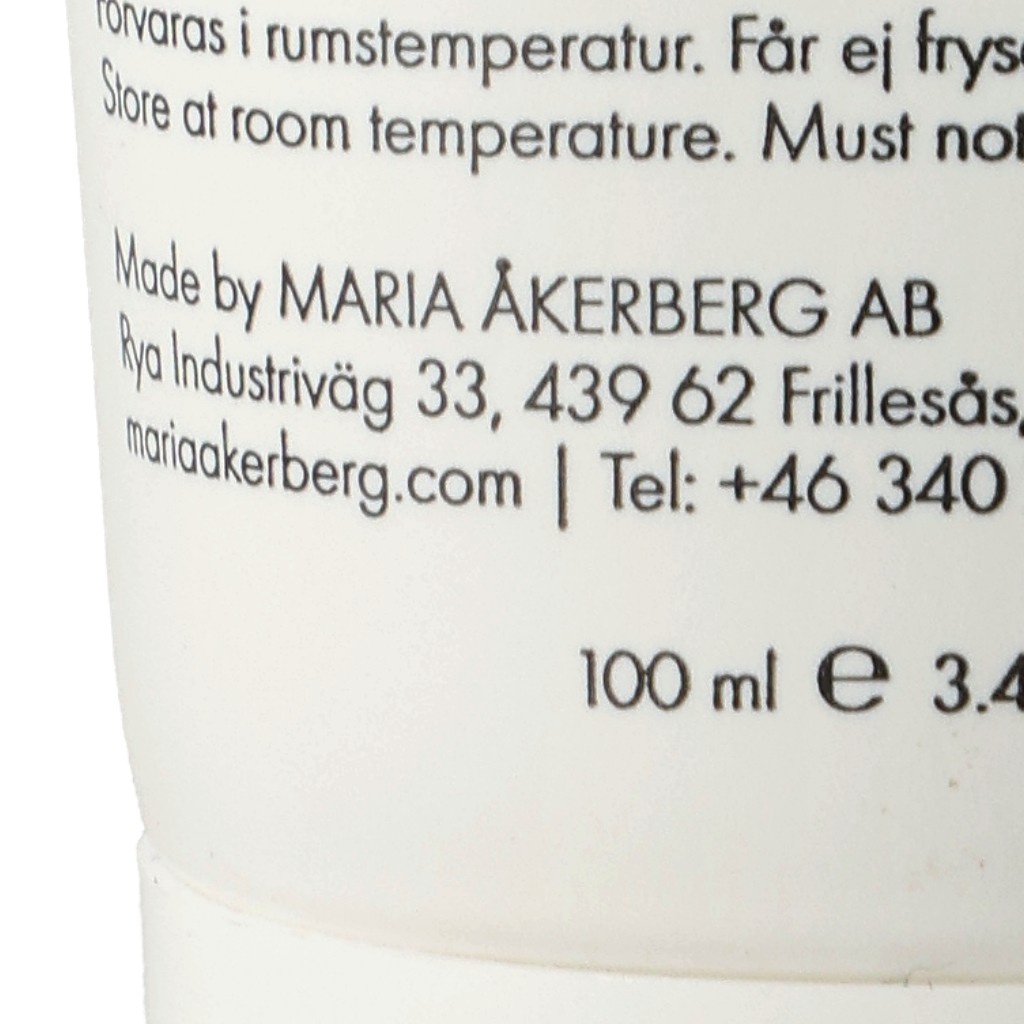 Förvaras i rumstemperatur. Får ej
Store at room temperature. Must not
Made by MARIA ÅKERBERG AB
Rya Industriväg 33, 439 62 Frillesås,
mariaakerberg.com | Tel: +46 340
100 ml e 3.4